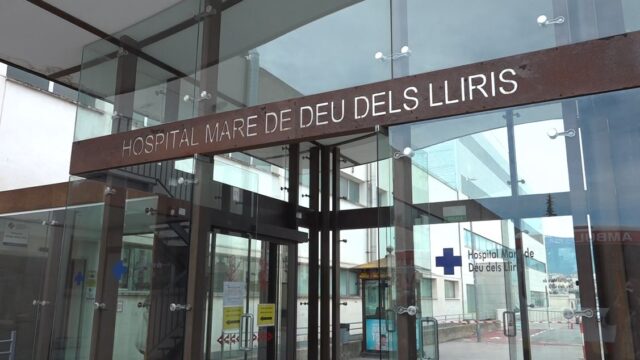 HOSPITAL MARE DE DEU DELS LLIRIS
Hospital Mare de
Deu dels Lliris